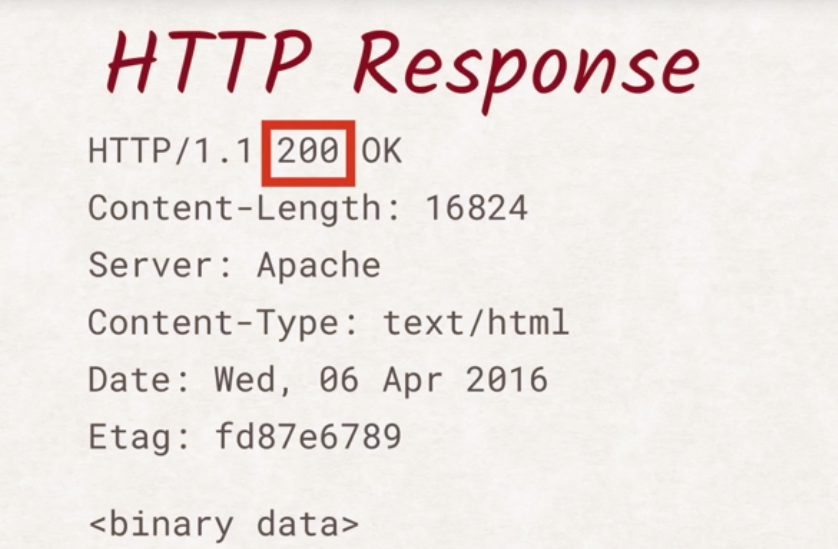 HTTP Response
HTTP/1.1 200 OK
Content-Length: 16824
Server: Apache
Content-Type: text/html
Date: Wed, 06 Apr 2016
Etag: fd87e6789
<binary data>